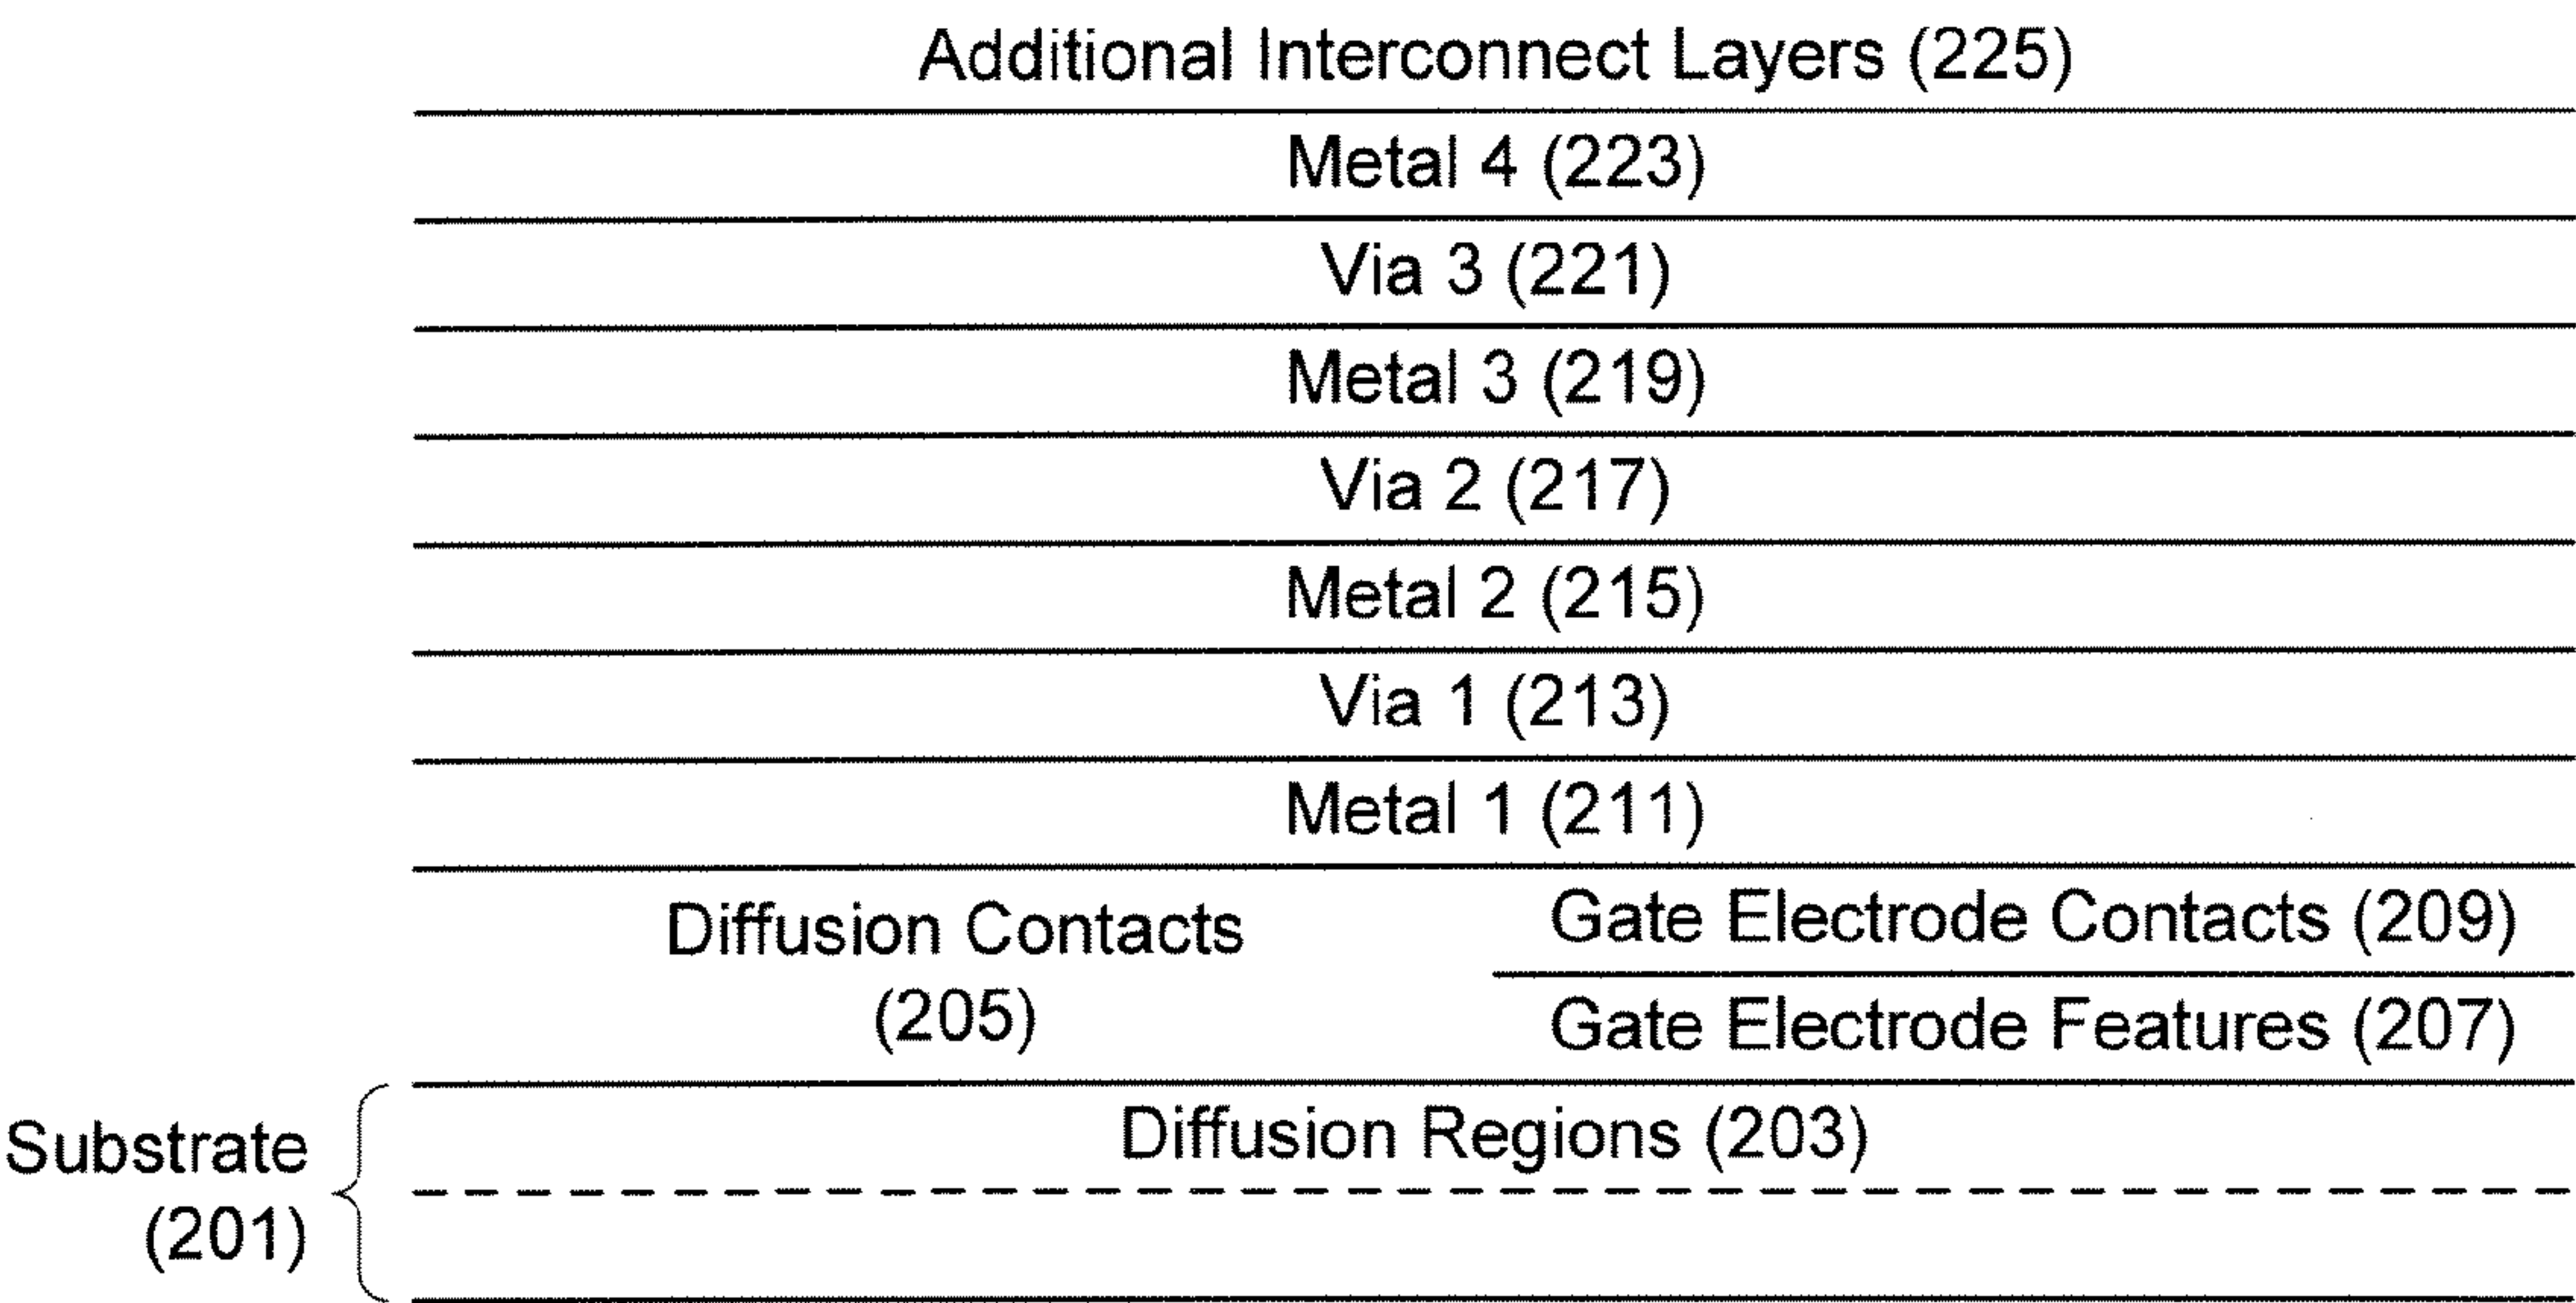 Additional Interconnect Layers (225)
Metal 4 (223)
Via 3 (221)
Metal 3 (219)
Via 2 (217)
Metal 2 (215)
Via 1 (213)
Metal 1 (211)
Diffusion Contacts
(205)
Gate Electrode Contacts (209)
Gate Electrode Features (207)
Substrate
(201)
Diffusion Regions (203)